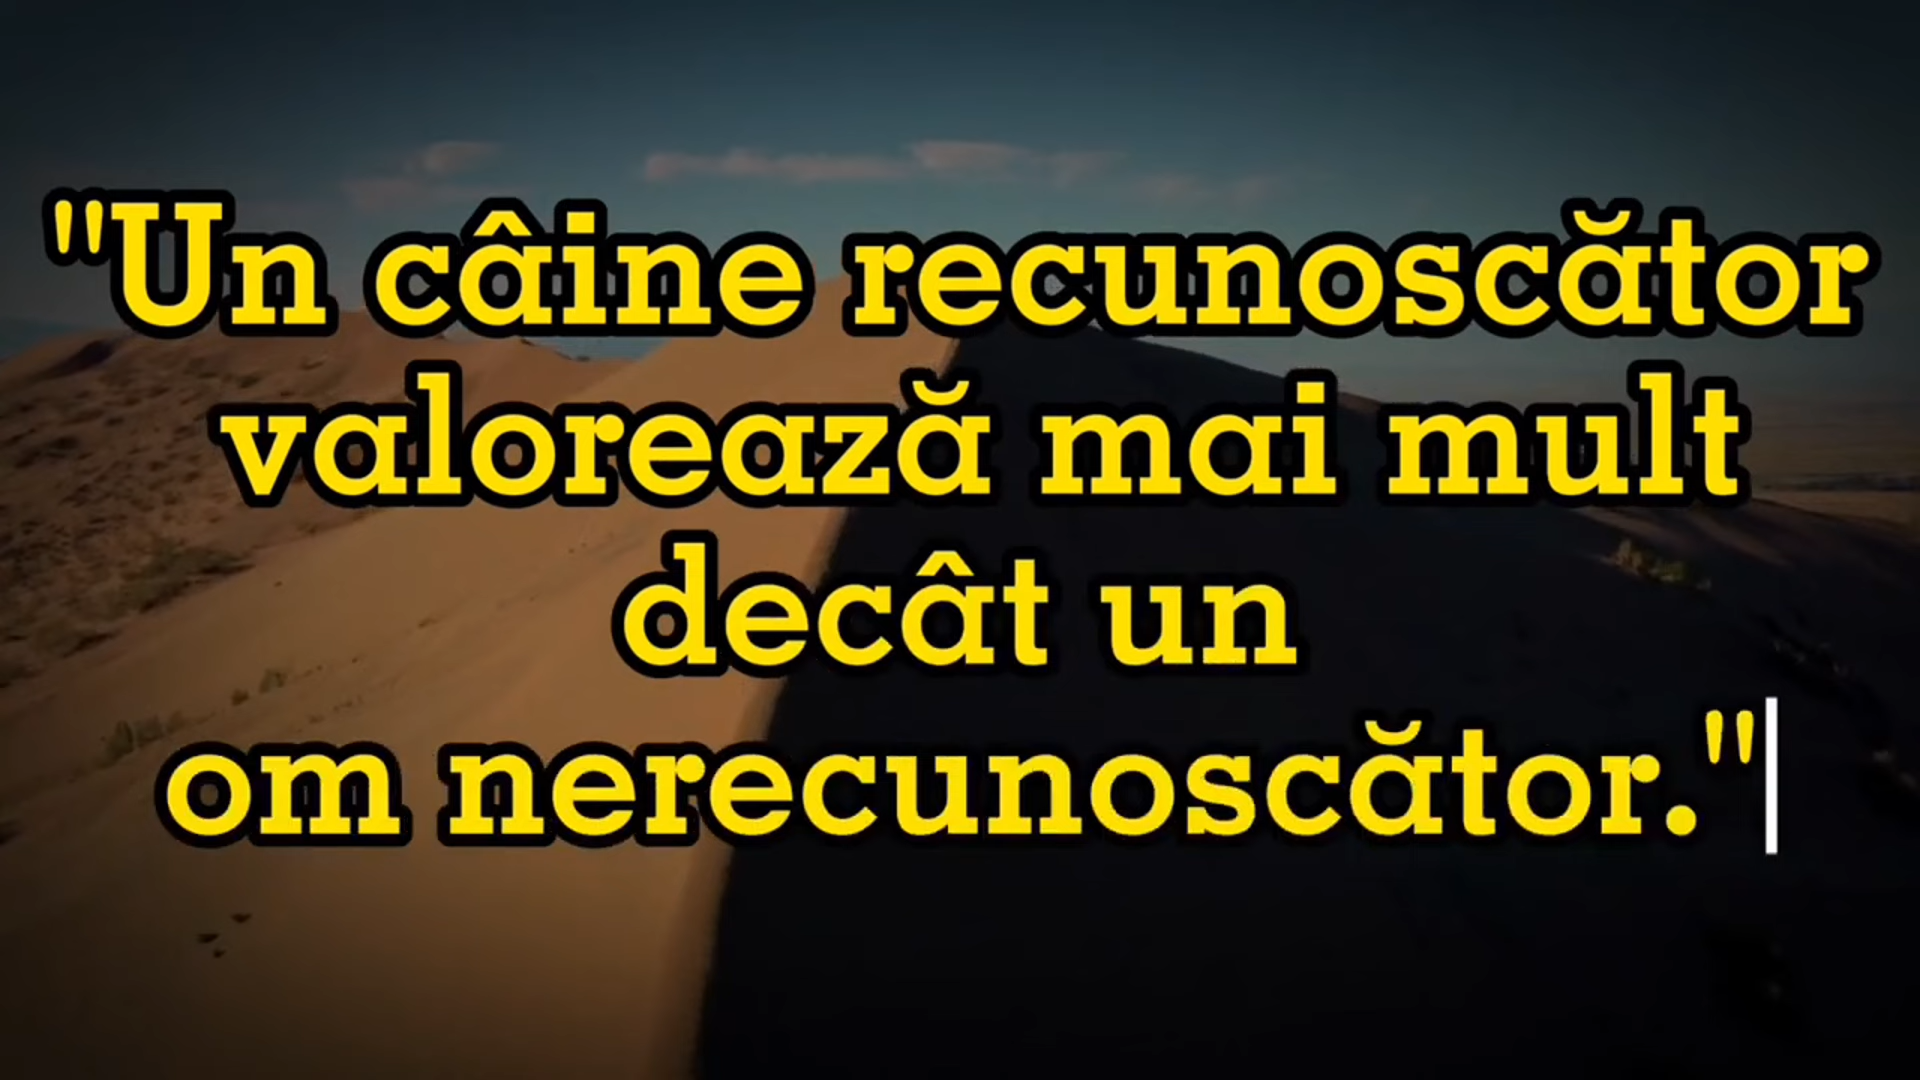 "Un câine recunoscător
valorează mai mult
decât un
om nerecunoscător."